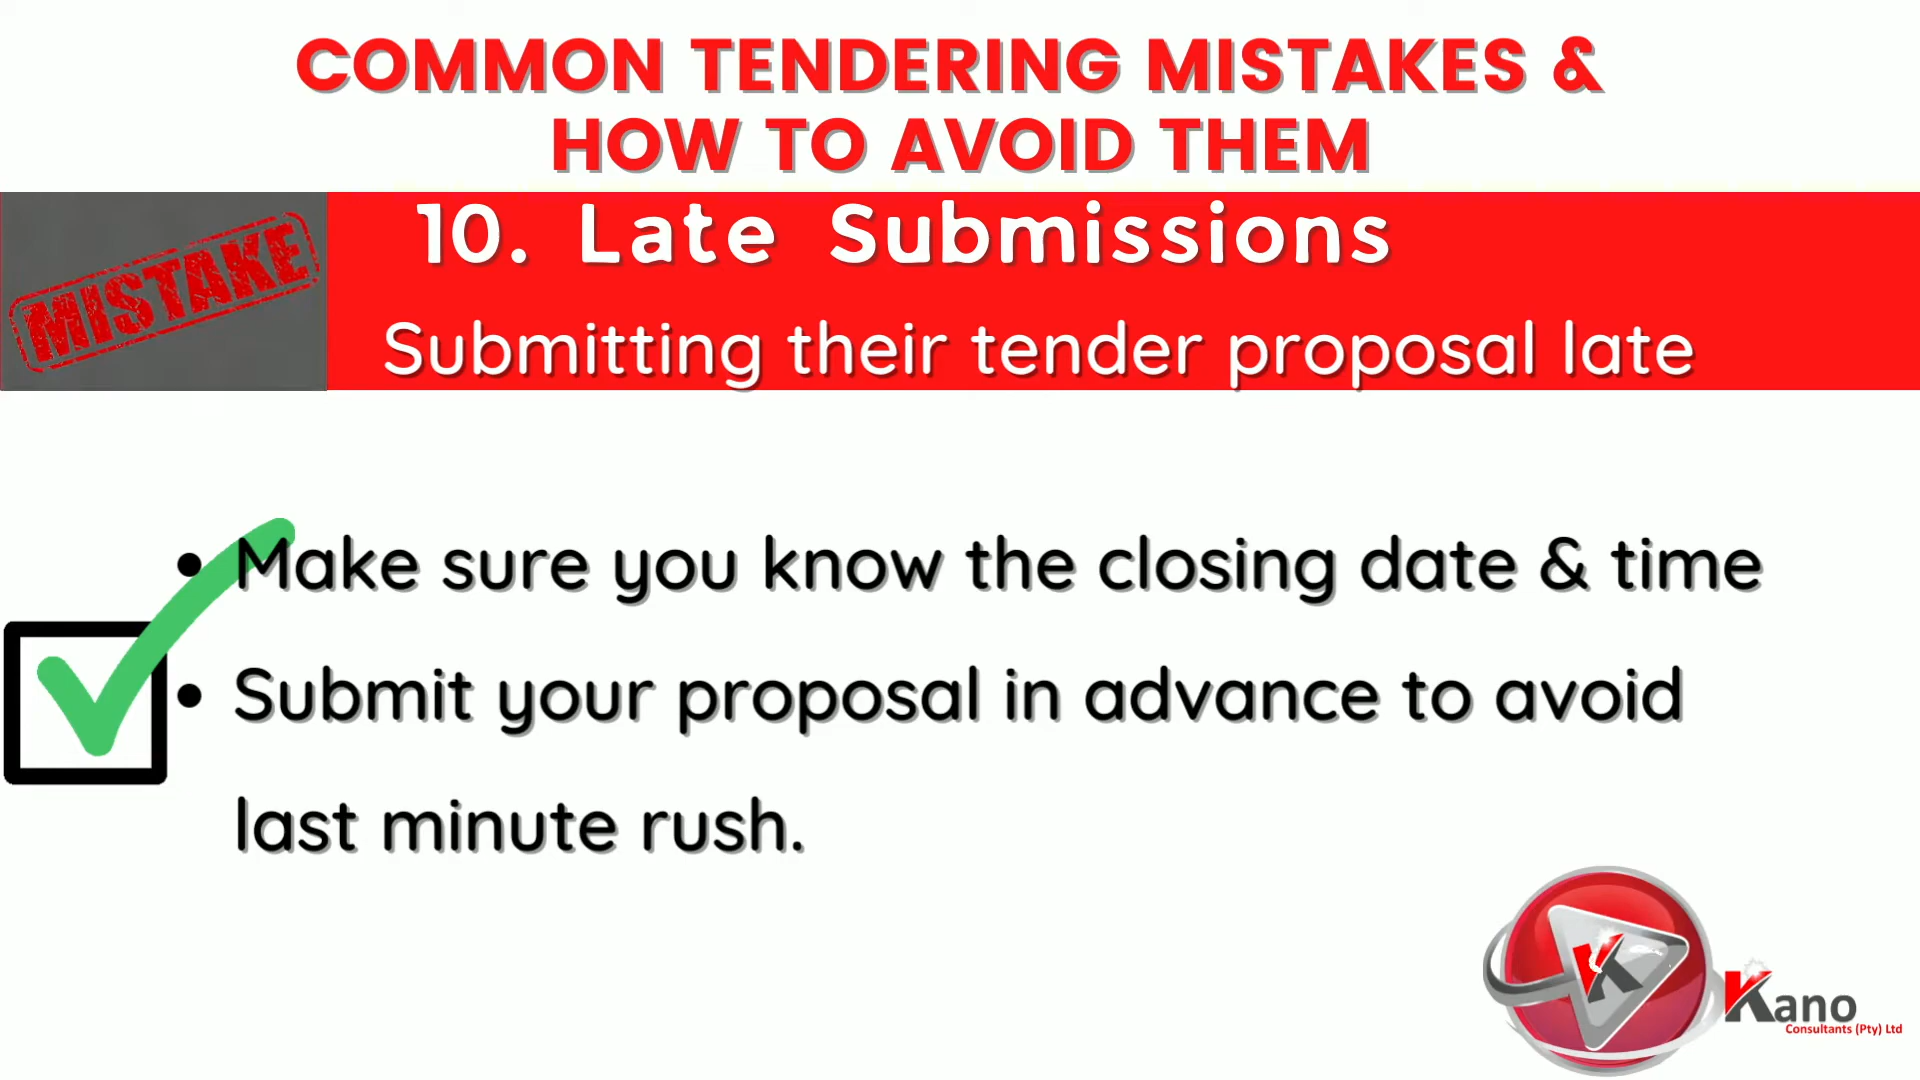 COMMON TENDERING MISTAKES &
HOW TO AVOID THEM
MISTAKE
10. Late Submissions
Submitting their tender proposal late
• Make sure you know the closing date & time
• Submit your proposal in advance to avoid
last minute rush.
K
Kano
Consultants (Pty) Ltd